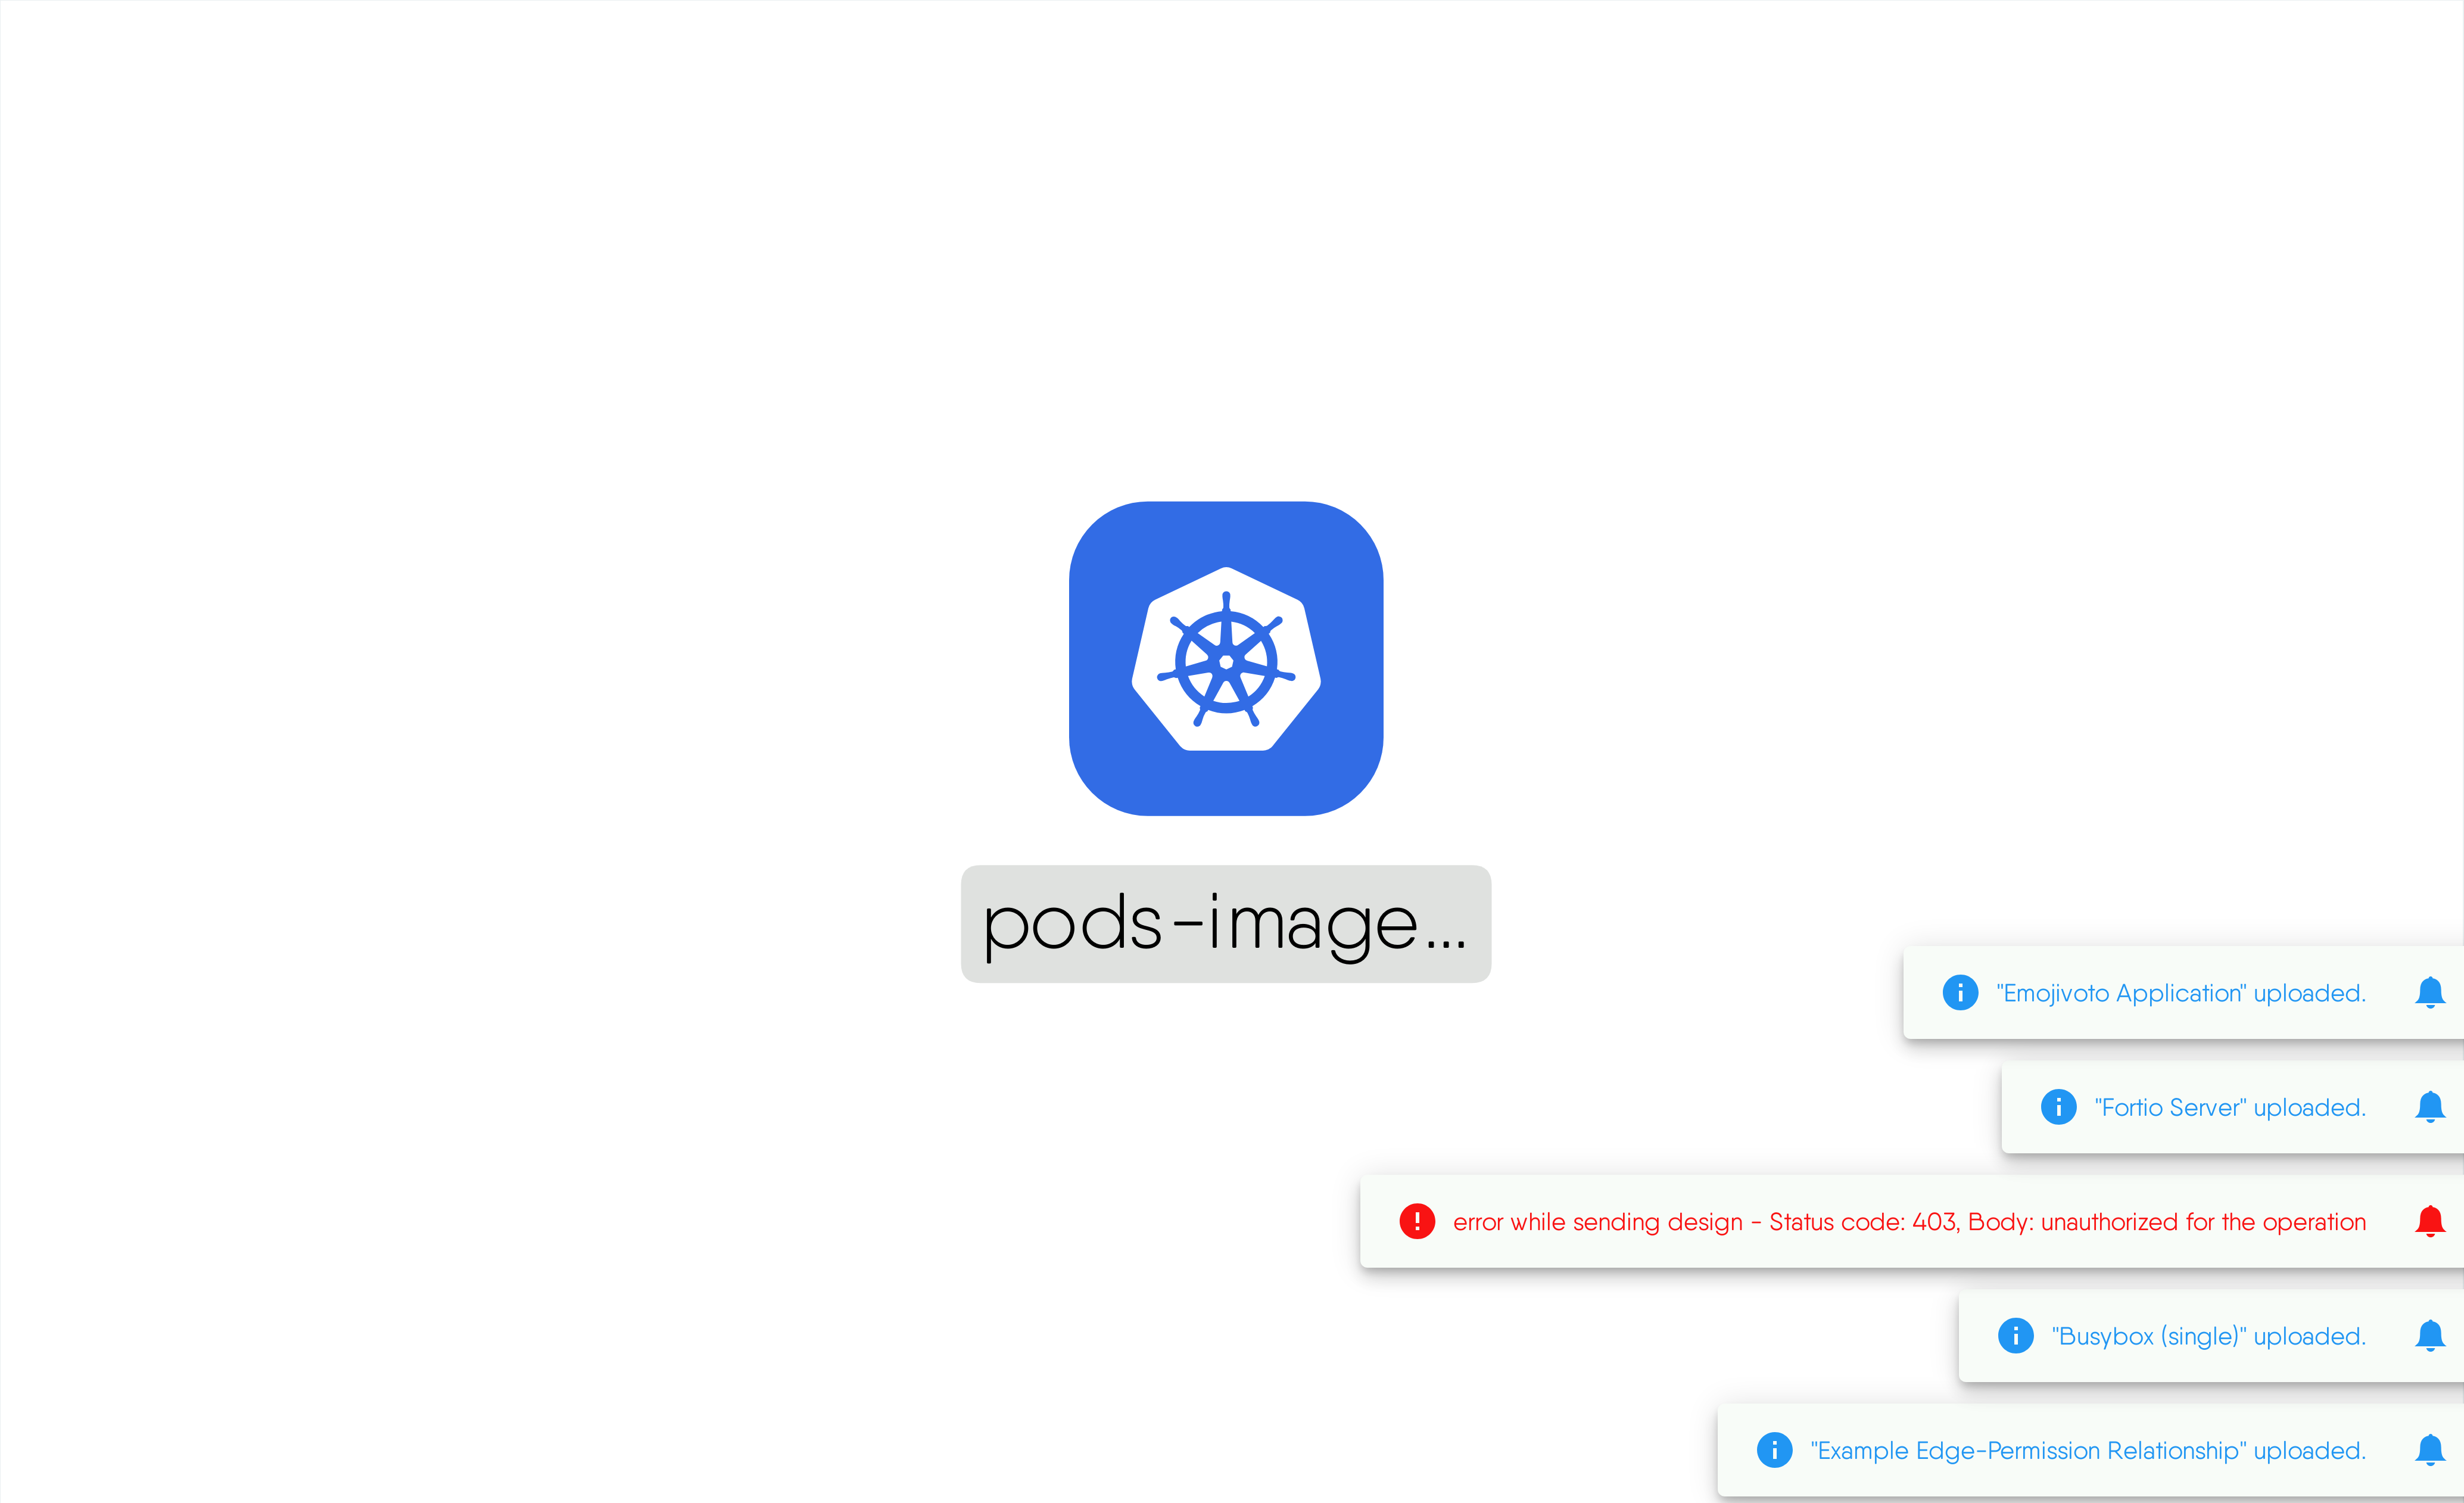 pods-image...
"Emojivoto Application" uploaded.
"Fortio Server" uploaded.
error while sending design - Status code: 403, Body: unauthorized for the operation
"Busybox (single)" uploaded.
"Example Edge-Permission Relationship" uploaded.